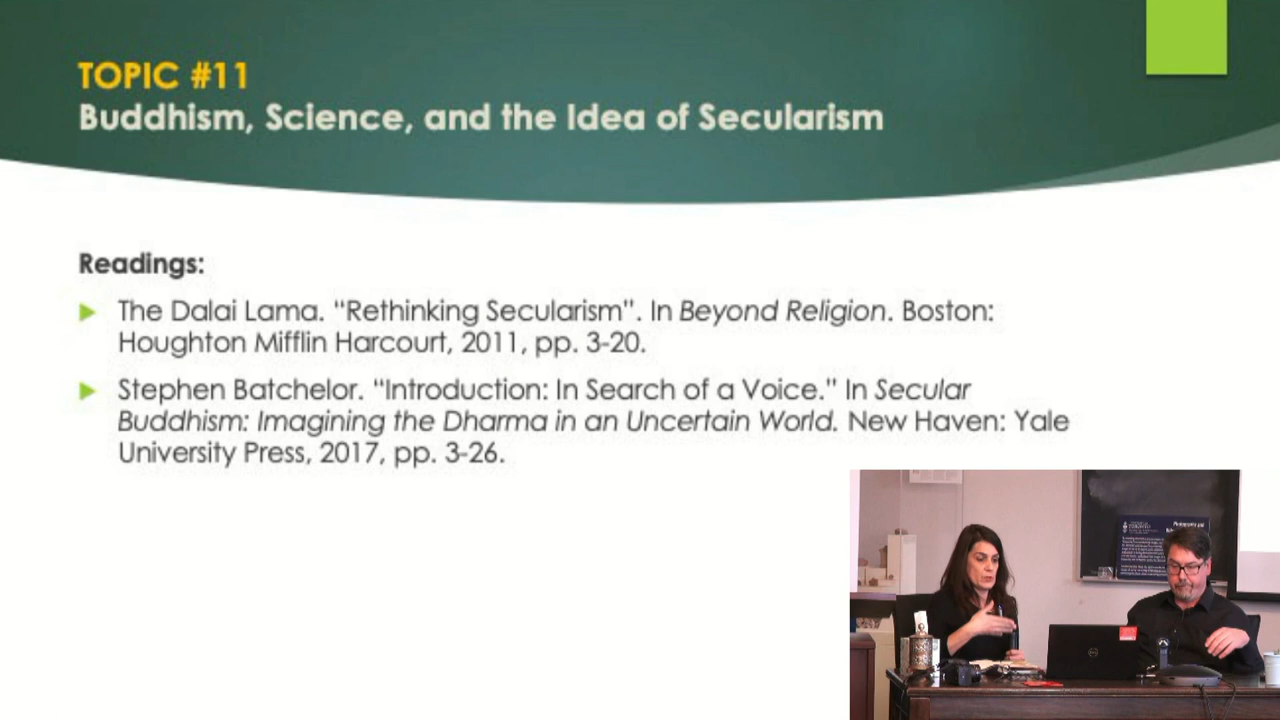 TOPIC #11
Buddhism, Science, and the Idea of Secularism
Readings:
The Dalai Lama. “Rethinking Secularism”. In Beyond Religion. Boston:
Houghton Mifflin Harcourt, 2011, pp. 3-20.
Stephen Batchelor. “Introduction: In Search of a Voice.” In Secular
Buddhism: Imagining the Dharma in an Uncertain World. New Haven: Yale
University Press, 2017, pp. 3-26.